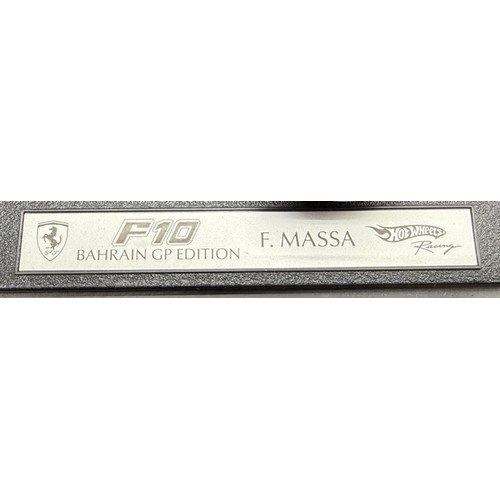 F10
BAHRAIN GP EDITION
F. MASSA
HOT WHEELS
Racing